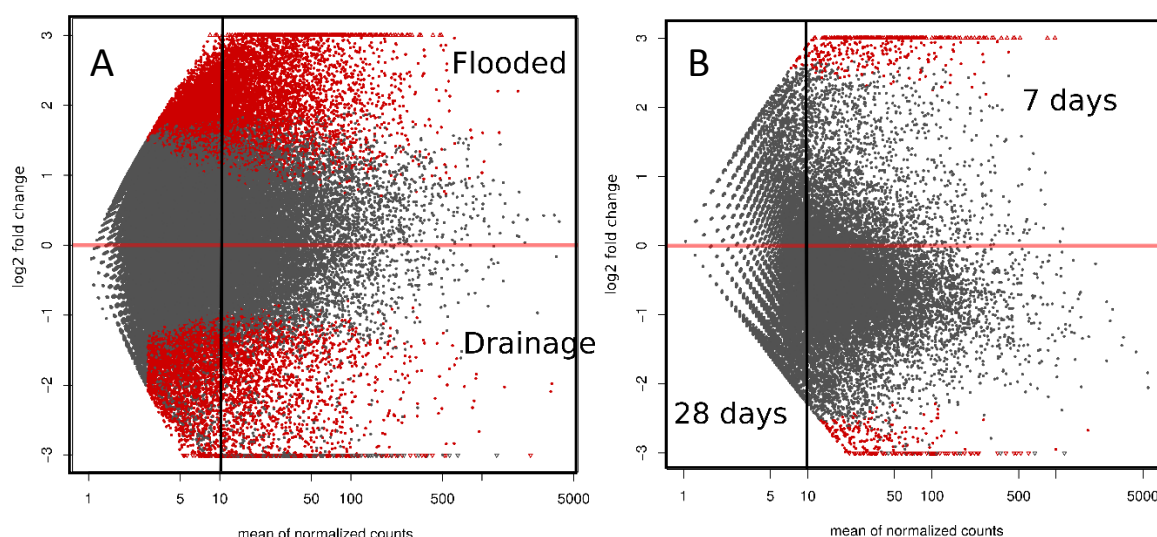 A
Flooded
Drainage
3
2
1
0
-1
-2
-3
log2 fold change
1
5
10
50
100
500
5000
mean of normalized counts
B
7 days
28 days
3
2
1
0
-1
-2
-3
log2 fold change
1
5
10
50
100
500
5000
mean of normalized counts